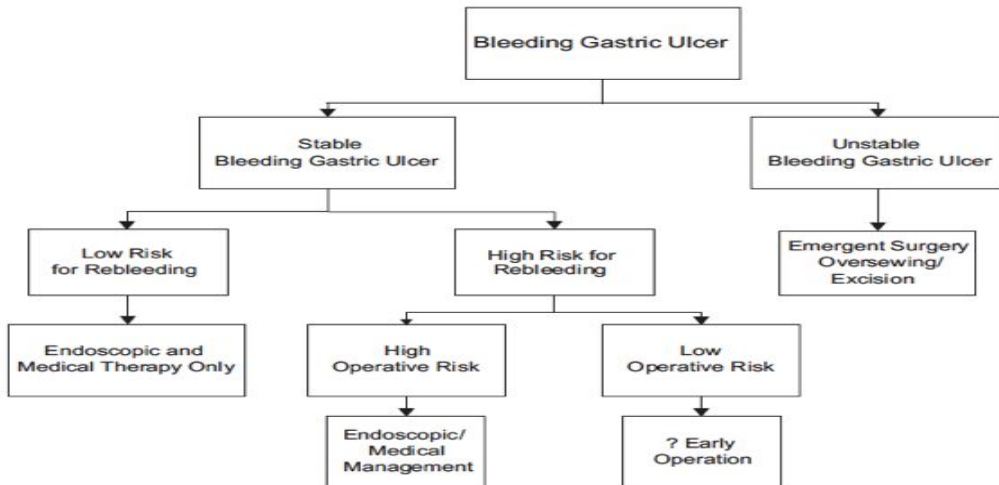 Bleeding Gastric Ulcer
Stable
Bleeding Gastric Ulcer
Unstable
Bleeding Gastric Ulcer
Low Risk
for Rebleeding
High Risk for
Rebleeding
Emergent Surgery
Oversewing/
Excision
Endoscopic and
Medical Therapy Only
High
Operative Risk
Low
Operative Risk
Endoscopic/
Medical
Management
? Early
Operation